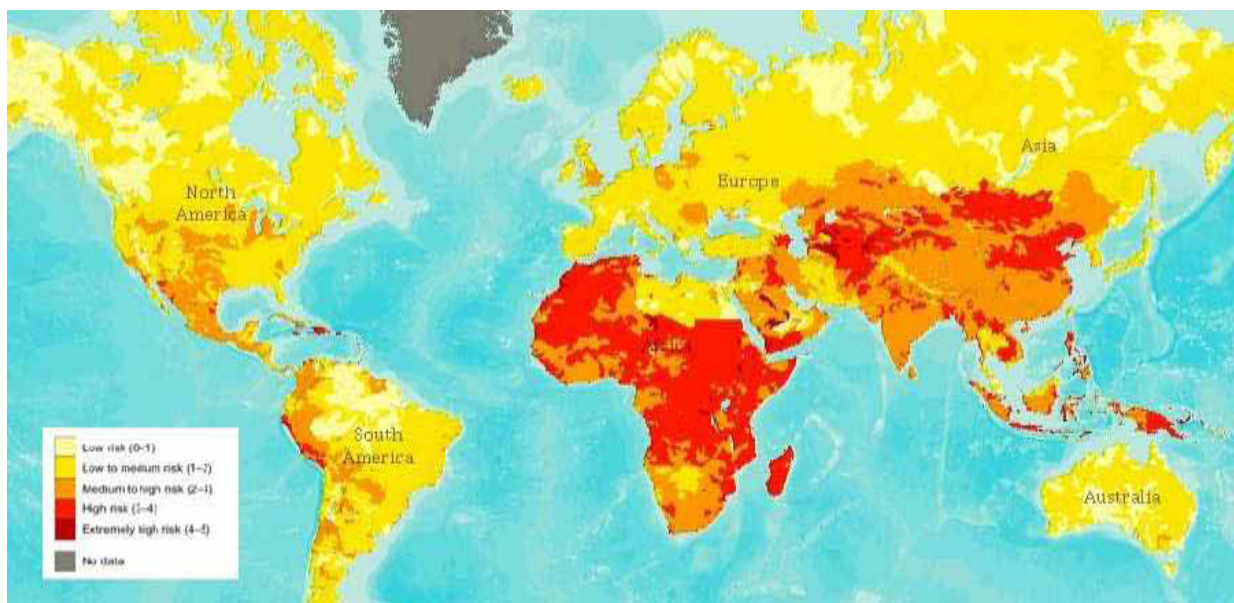 Asia
Europe
North
America
Africa
South
America
Australia
Low risk (0–1)
Low to medium risk (1–2)
Medium to high risk (2–3)
High risk (3–4)
Extremely high risk (4–5)
No data